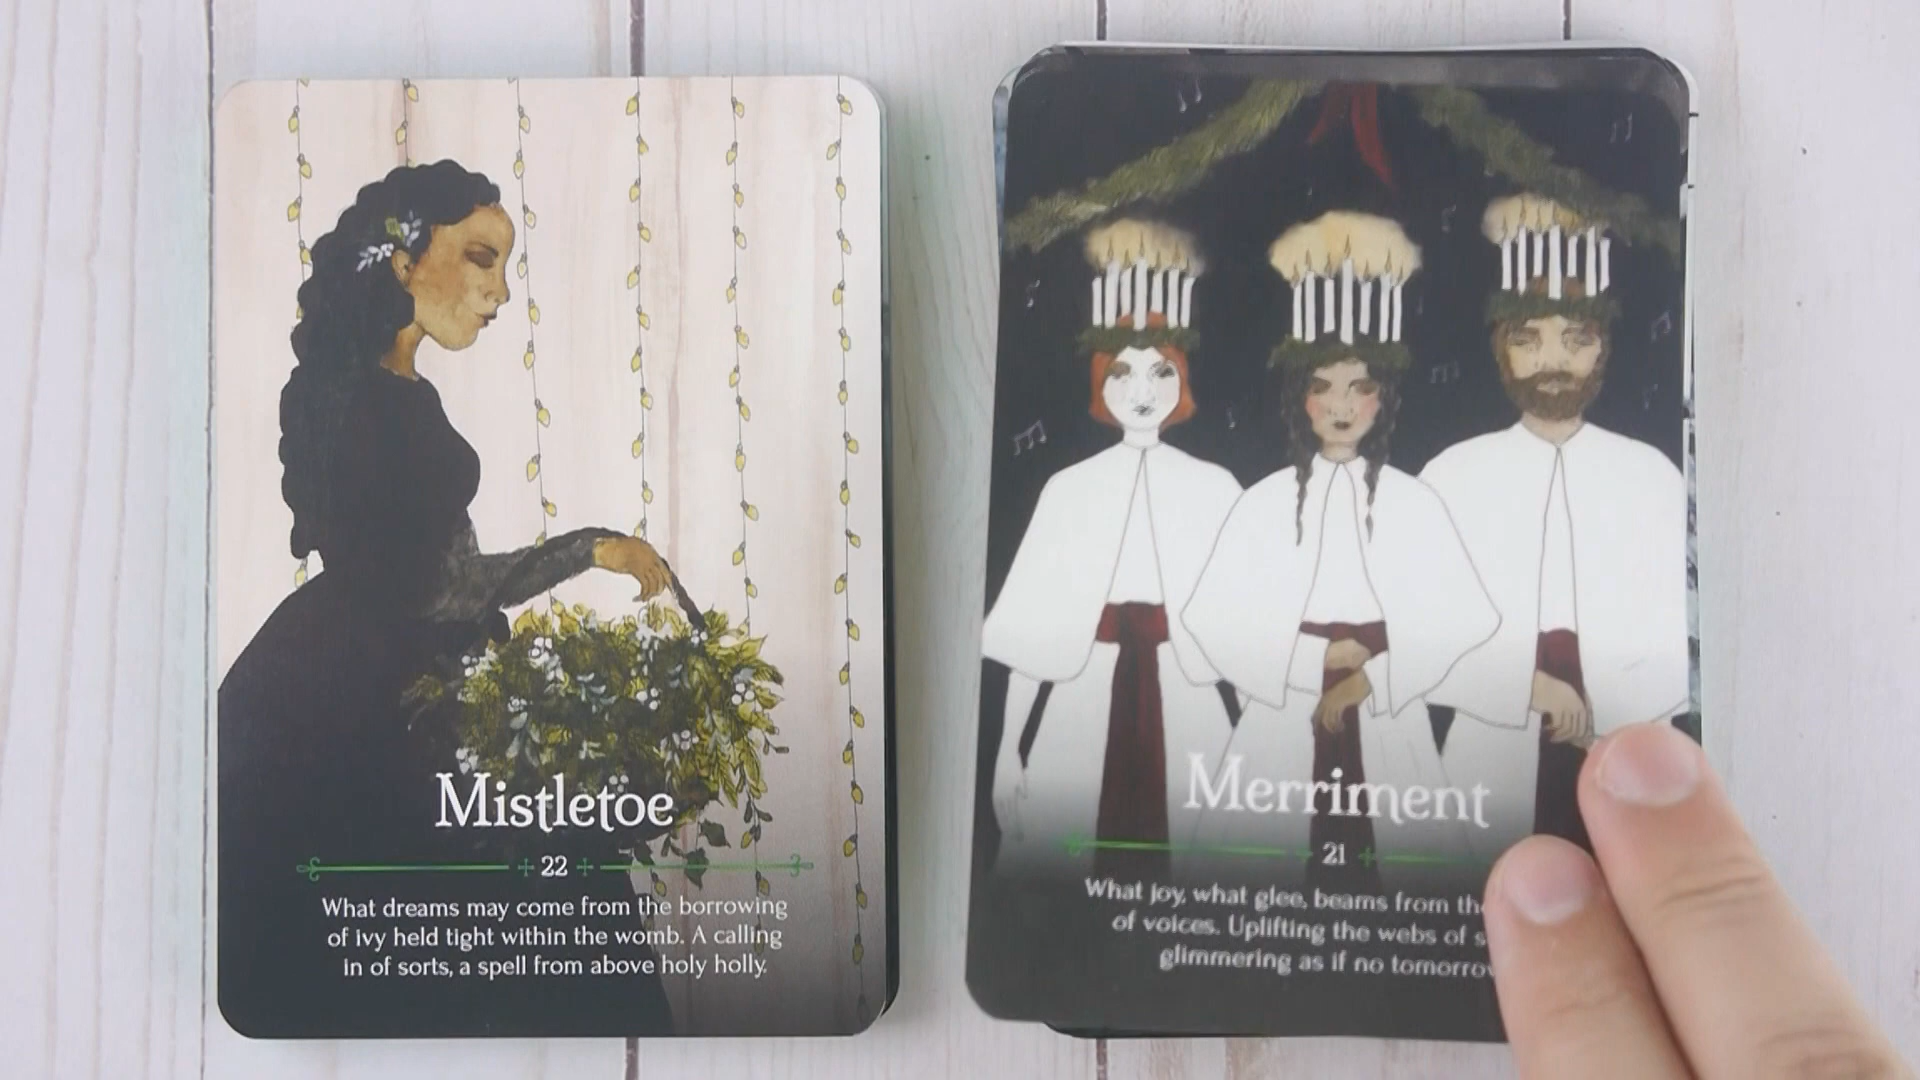 Mistletoe
22
What dreams may come from the borrowing
of ivy held tight within the womb. A calling
in of sorts, a spell from above holy holly.
Merriment
21
What joy, what glee, beams from the
of voices. Uplifting the webs of
glimmering as if no